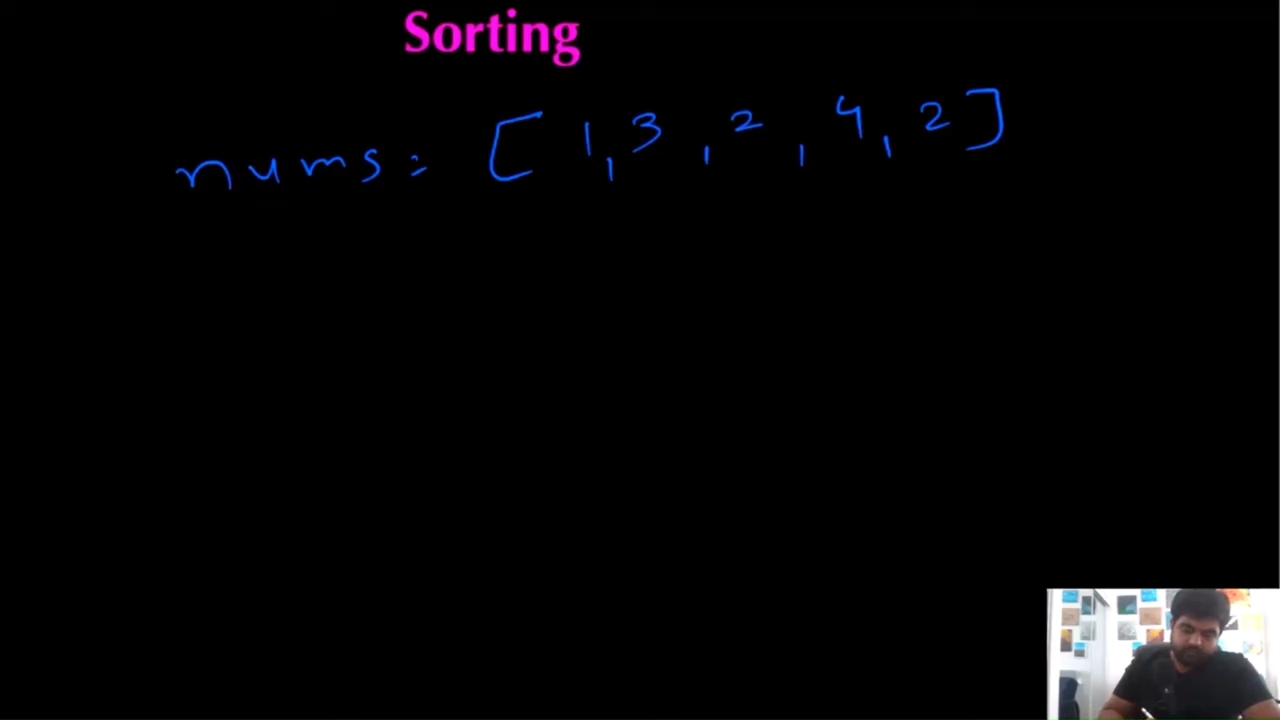 Sorting
nums = [ 1, 3, 2, 4, 2 ]